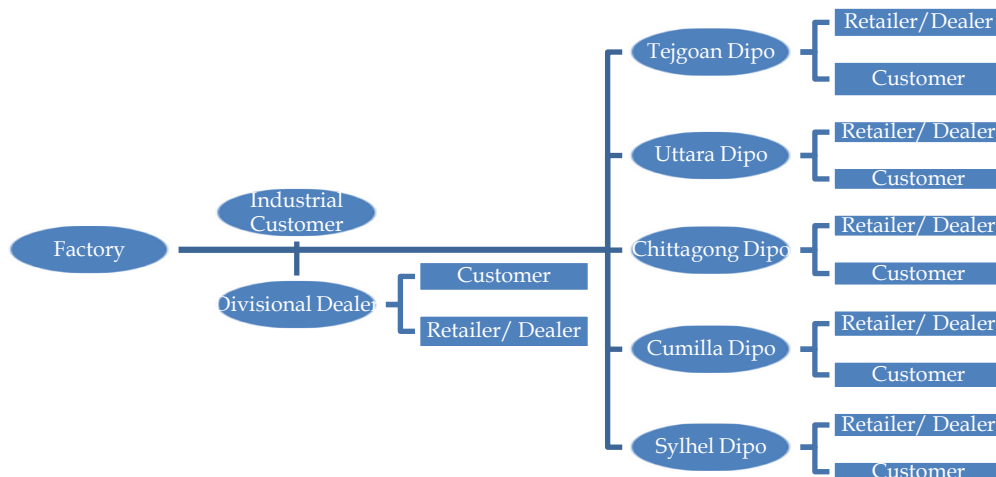 Factory
Industrial
Customer
Divisional Dealer
Customer
Retailer/ Dealer
Tejgoan Dipo
Retailer/Dealer
Customer
Uttara Dipo
Retailer/ Dealer
Customer
Chittagong Dipo
Retailer/ Dealer
Customer
Cumilla Dipo
Retailer/ Dealer
Customer
Sylhel Dipo
Retailer/ Dealer
Customer